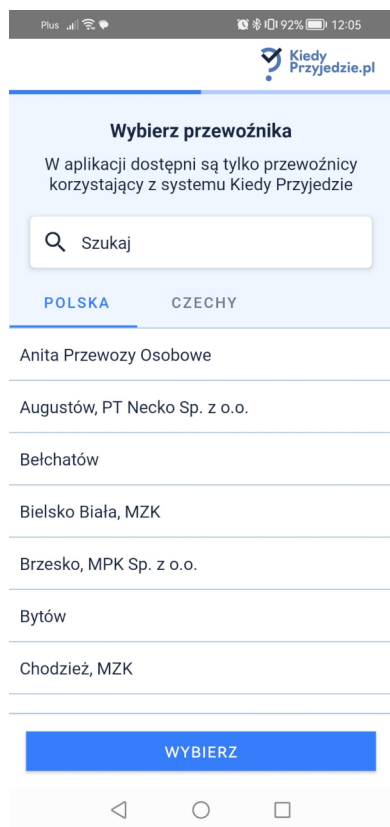 Plus 92% 12:05
Kiedy
Przyjedzie.pl
Wybierz przewoźnika
W aplikacji dostępni są tylko przewoźnicy
korzystający z systemu Kiedy Przyjedzie
Szukaj
POLSKA CZECHY
Anita Przewozy Osobowe
Augustów, PT Necko Sp. z o.o.
Bełchatów
Bielsko Biała, MZK
Brzesko, MPK Sp. z o.o.
Bytów
Chodzież, MZK
WYBIERZ